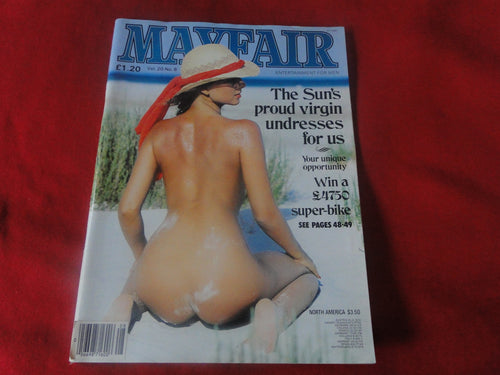 MAYFAIR
£1.20 Vol. 20 No. 8
ENTERTAINMENT FOR MEN
The Sun's
proud virgin
undresses
for us
Your unique
opportunity
Win a
£4750
super-bike
SEE PAGES 48-49
NORTH AMERICA $3.50